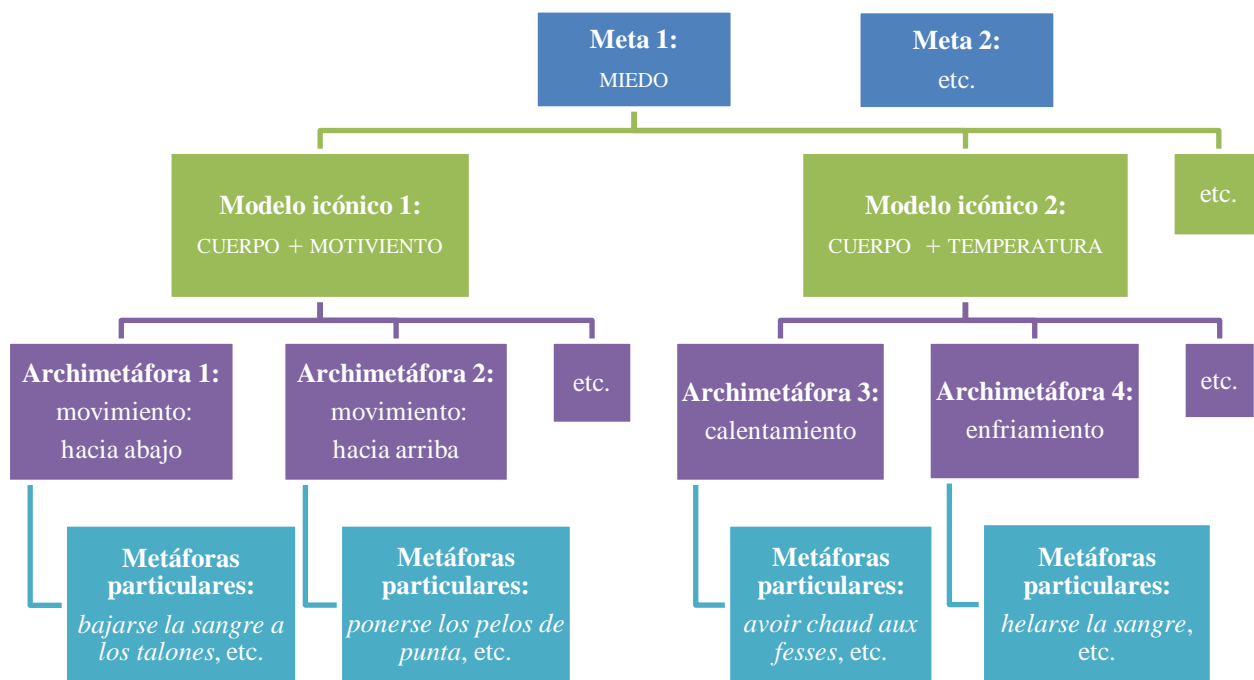 Meta 1:
MIEDO
Meta 2:
etc.
Modelo icónico 1:
CUERPO + MOTIVIENTO
Modelo icónico 2:
CUERPO + TEMPERATURA
etc.
Archimetáfora 1:
movimiento:
hacia abajo
Archimetáfora 2:
movimiento:
hacia arriba
etc.
Archimetáfora 3:
calentamiento
Archimetáfora 4:
enfriamiento
etc.
Metáforas
particulares:
bajarse la sangre a
los talones, etc.
Metáforas
particulares:
ponerse los pelos de
punta, etc.
Metáforas
particulares:
avoir chaud aux
fesses, etc.
Metáforas
particulares:
helarse la sangre,
etc.